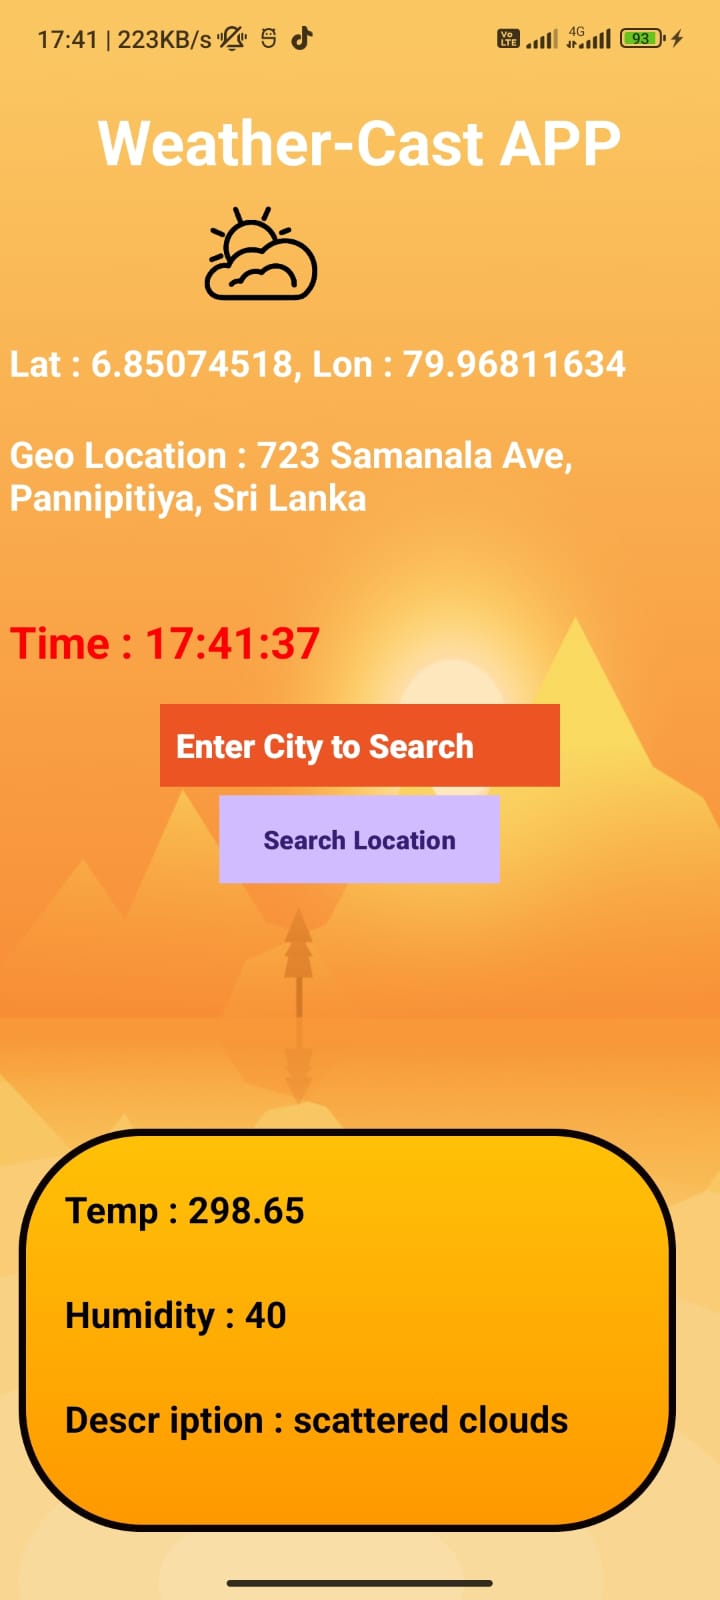 17:41 | 223KB/s
Vo LTE 4G 93
Weather-Cast APP
Lat : 6.85074518, Lon : 79.96811634
Geo Location : 723 Samanala Ave,
Pannipitiya, Sri Lanka
Time : 17:41:37
Enter City to Search
Search Location
Temp : 298.65
Humidity : 40
Descr iption : scattered clouds